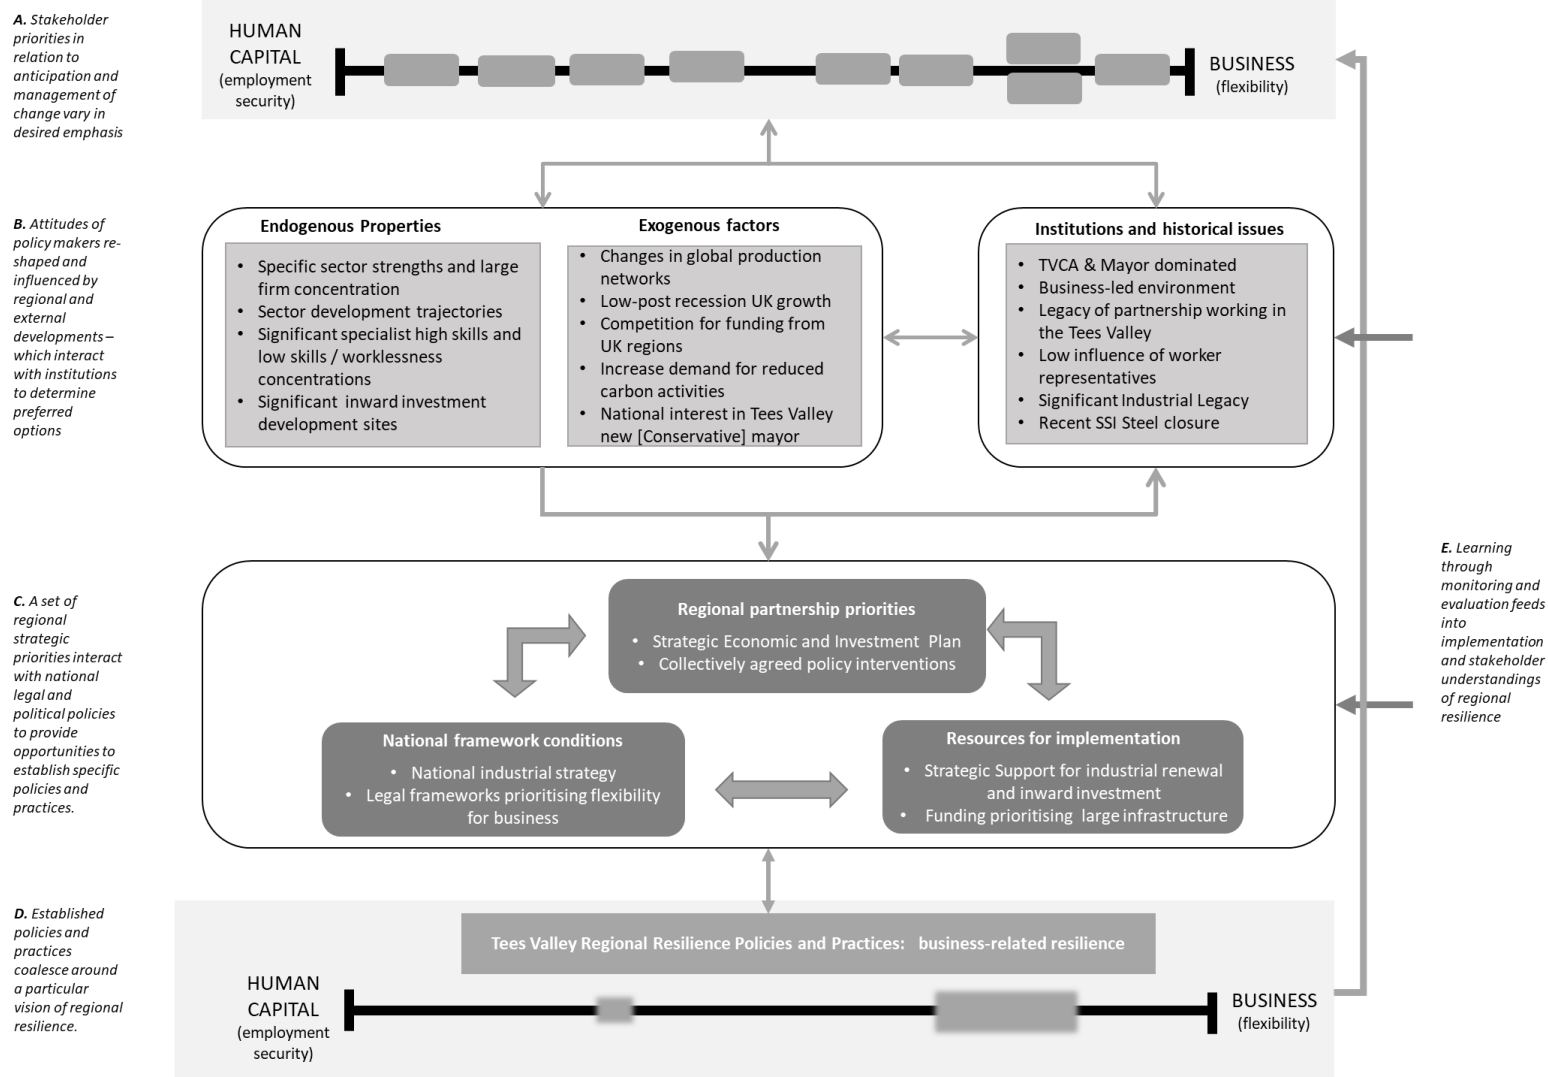 A. Stakeholder
priorities in
relation to
anticipation and
management of
change vary in
desired emphasis
HUMAN
CAPITAL
(employment
security)
BUSINESS
(flexibility)
B. Attitudes of
policy makers re-
shaped and
influenced by
regional and
external
developments –
which interact
with institutions
to determine
preferred
options
Endogenous Properties
• Specific sector strengths and large
firm concentration
• Sector development trajectories
• Significant specialist high skills and
low skills / worklessness
concentrations
• Significant inward investment
development sites
Exogenous factors
• Changes in global production
networks
• Low-post recession UK growth
• Competition for funding from
UK regions
• Increase demand for reduced
carbon activities
• National interest in Tees Valley
new [Conservative] mayor
Institutions and historical issues
• TVCA & Mayor dominated
• Business-led environment
• Legacy of partnership working in
the Tees Valley
• Low influence of worker
representatives
• Significant Industrial Legacy
• Recent SSI Steel closure
C. A set of
regional
strategic
priorities interact
with national
legal and
political policies
to provide
opportunities to
establish specific
policies and
practices.
Regional partnership priorities
• Strategic Economic and Investment Plan
• Collectively agreed policy interventions
National framework conditions
• National industrial strategy
• Legal frameworks prioritising flexibility
for business
Resources for implementation
• Strategic Support for industrial renewal
and inward investment
• Funding prioritising large infrastructure
E. Learning
through
monitoring and
evaluation feeds
into
implementation
and stakeholder
understandings
of regional
resilience
D. Established
policies and
practices
coalesce around
a particular
vision of regional
resilience.
Tees Valley Regional Resilience Policies and Practices: business-related resilience
HUMAN
CAPITAL
(employment
security)
BUSINESS
(flexibility)